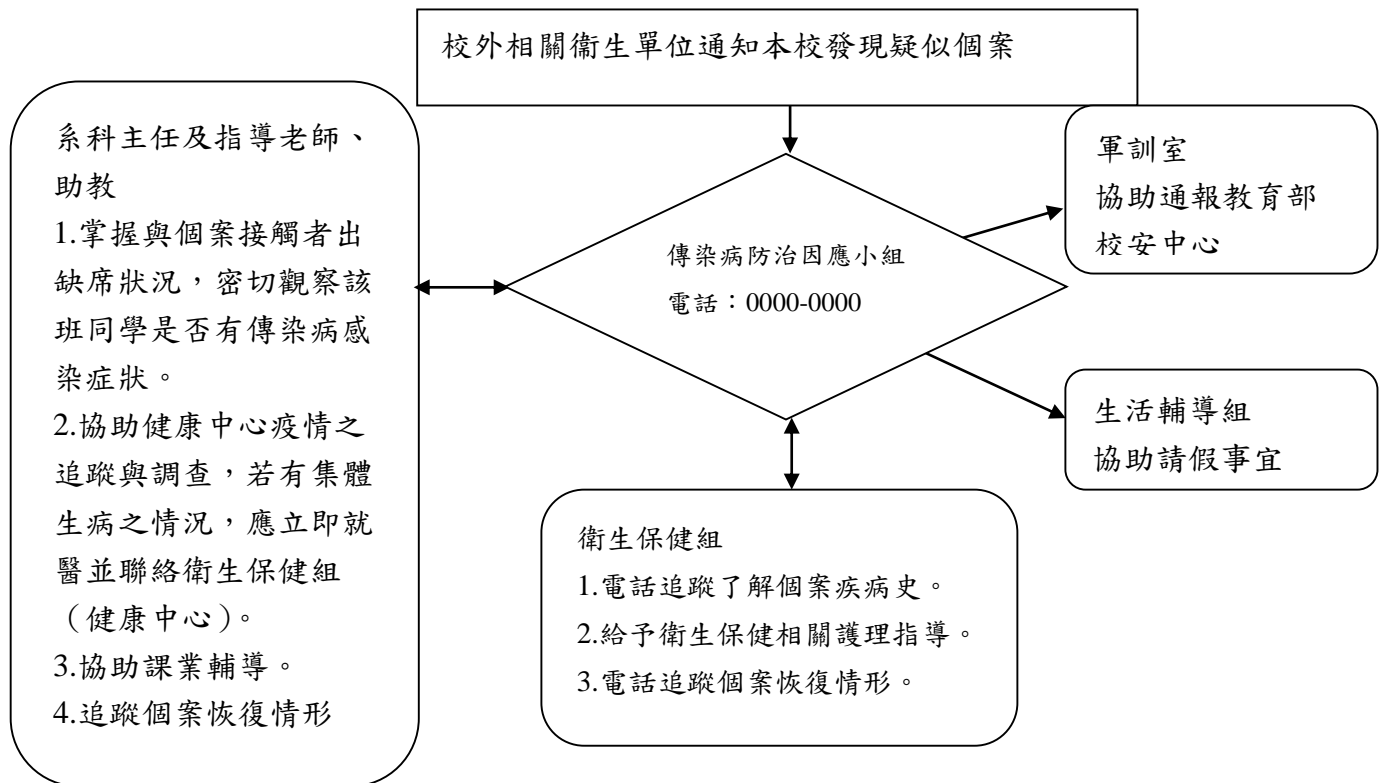 校外相關衛生單位通知本校發現疑似個案
系科主任及指導老師、
助教
1.掌握與個案接觸者出
缺席狀況，密切觀察該
班同學是否有傳染病感
染症狀。
2.協助健康中心疫情之
追蹤與調查，若有集體
生病之情況，應立即就
醫並聯絡衛生保健組
（健康中心）。
3.協助課業輔導。
4.追蹤個案恢復情形
傳染病防治因應小組
電話：0000-0000
軍訓室
協助通報教育部
校安中心
生活輔導組
協助請假事宜
衛生保健組
1.電話追蹤了解個案疾病史。
2.給予衛生保健相關護理指導。
3.電話追蹤個案恢復情形。